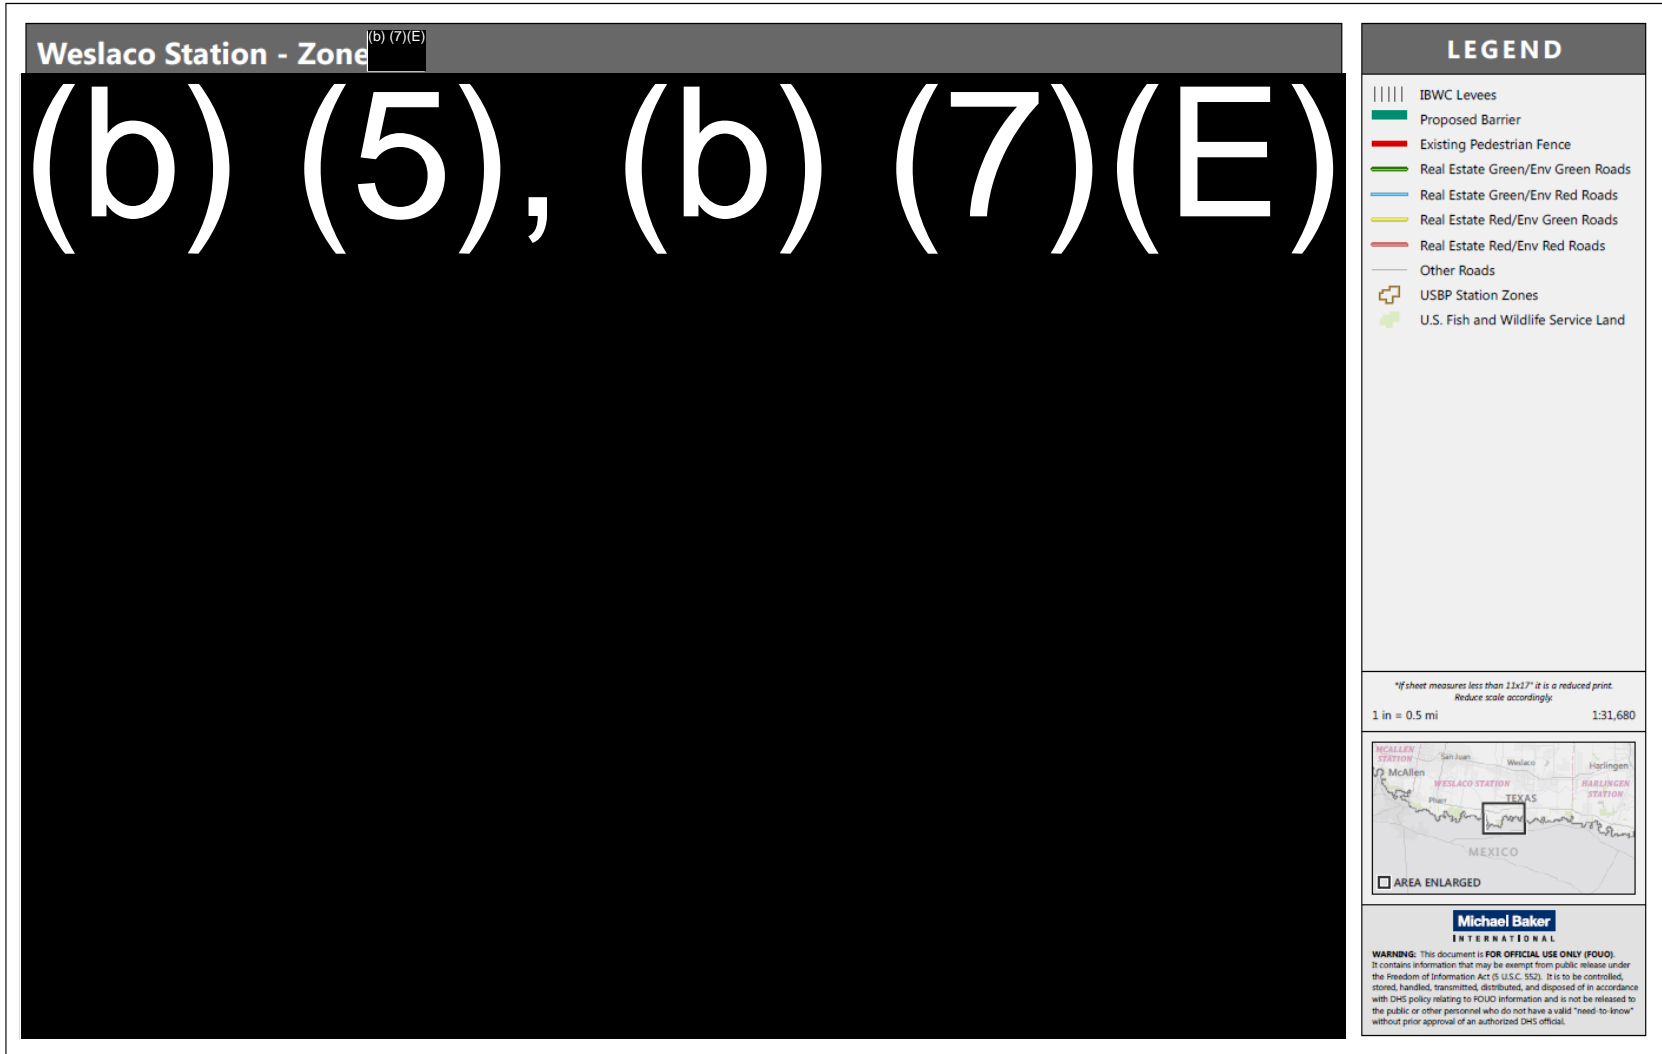 Weslaco Station - Zone
(b) (7)(E)
(b) (5), (b) (7)(E)
LEGEND
IBWC Levees
Proposed Barrier
Existing Pedestrian Fence
Real Estate Green/Env Green Roads
Real Estate Green/Env Red Roads
Real Estate Red/Env Green Roads
Real Estate Red/Env Red Roads
Other Roads
USBP Station Zones
U.S. Fish and Wildlife Service Land
*If sheet measures less than 11x17" it is a reduced print.
Reduce scale accordingly.
1 in = 0.5 mi 1:31,680
MCALLEN
STATION
San Juan
Weslaco
Harlingen
McAllen
WESLACO STATION
HARLINGEN
STATION
Pharr
TEXAS
MEXICO
AREA ENLARGED
Michael Baker
INTERNATIONAL
WARNING: This document is FOR OFFICIAL USE ONLY (FOUO).
It contains information that may be exempt from public release under
the Freedom of Information Act (5 U.S.C. 552). It is to be controlled,
stored, handled, transmitted, distributed, and disposed of in accordance
with DHS policy relating to FOUO information and is not be released to
the public or other personnel who do not have a valid "need-to-know"
without prior approval of an authorized DHS official.